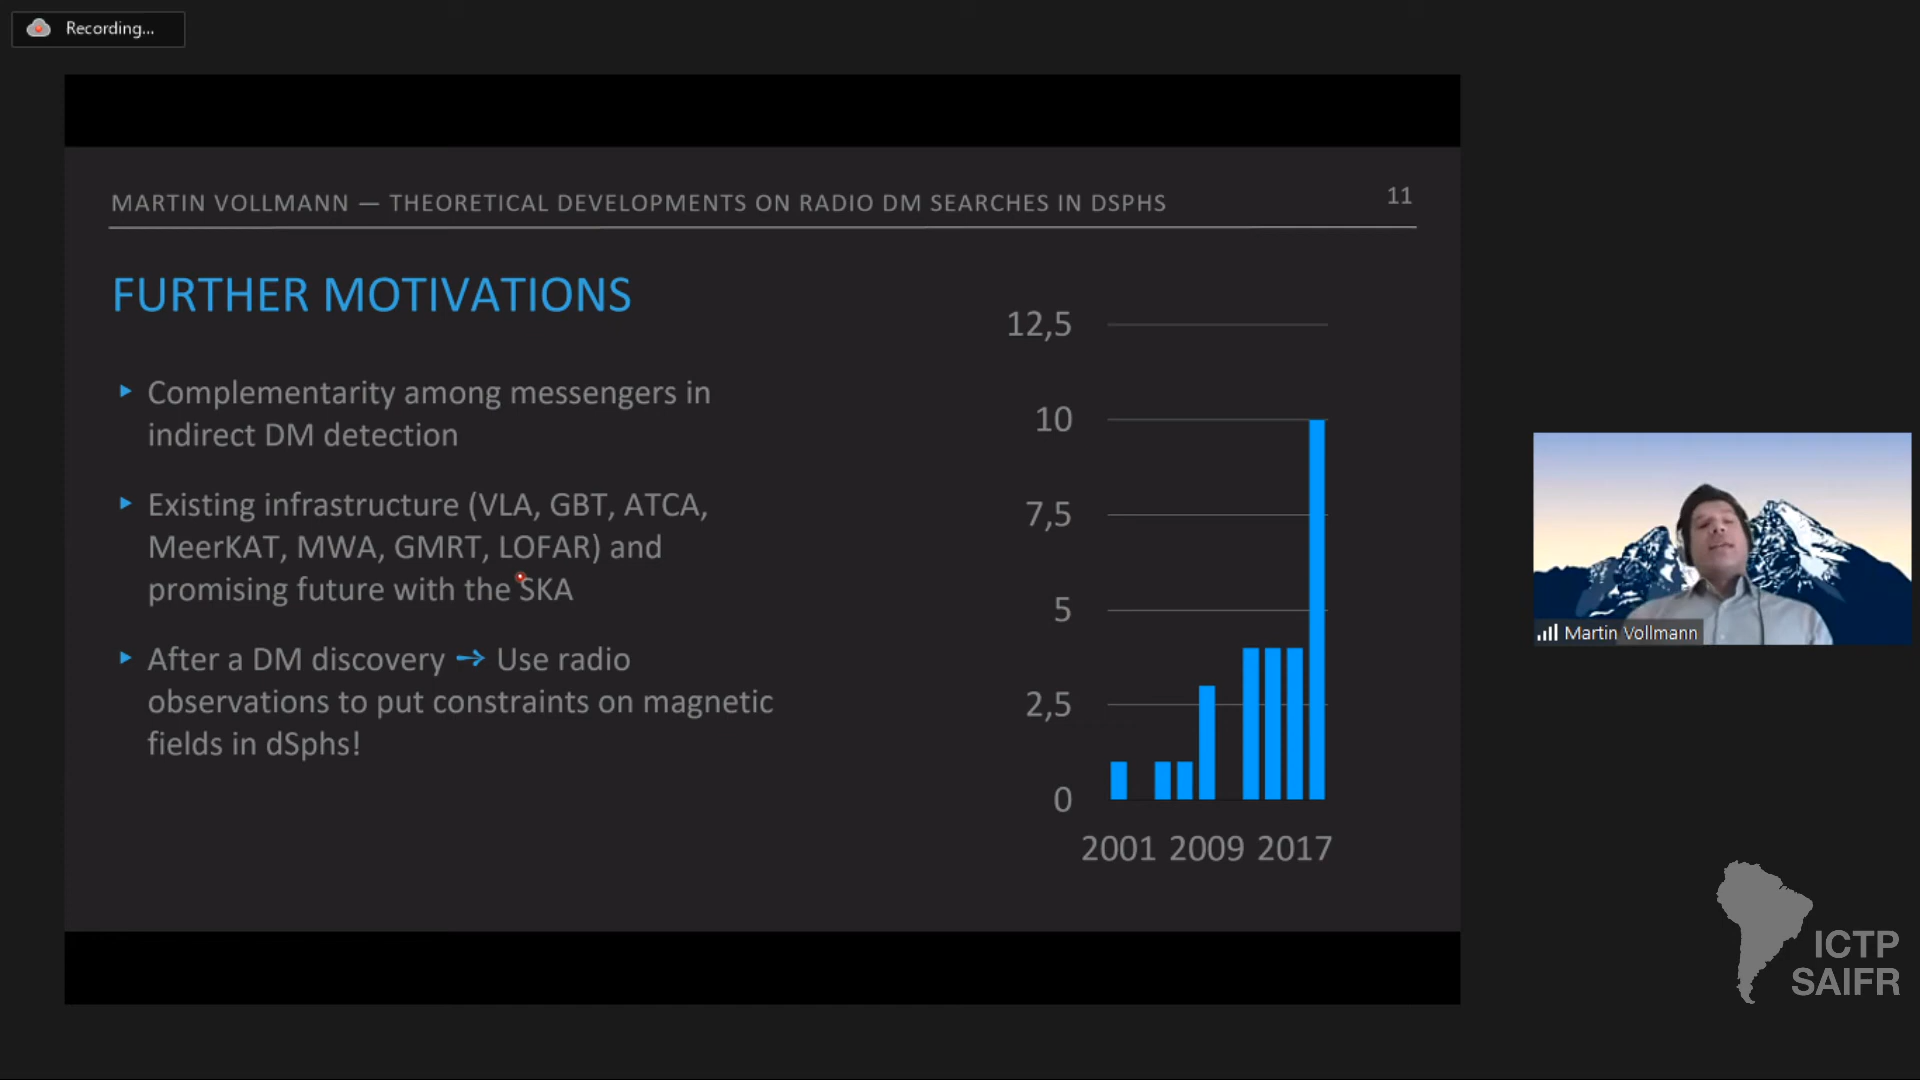 Recording...
MARTIN VOLLMANN — THEORETICAL DEVELOPMENTS ON RADIO DM SEARCHES IN DSPHS
11
FURTHER MOTIVATIONS
Complementarity among messengers in
indirect DM detection
Existing infrastructure (VLA, GBT, ATCA,
MeerKAT, MWA, GMRT, LOFAR) and
promising future with the SKA
After a DM discovery → Use radio
observations to put constraints on magnetic
fields in dSphs!
12,5
10
7,5
5
2,5
0
2001 2009 2017
Martin Vollmann
ICTP
SAIFR